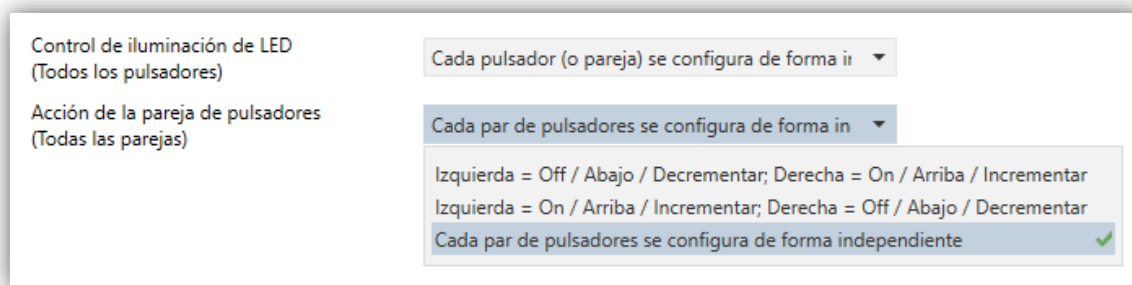 Control de iluminación de LED
(Todos los pulsadores)
Cada pulsador (o pareja) se configura de forma
Acción de la pareja de pulsadores
(Todas las parejas)
Cada par de pulsadores se configura de forma in
Izquierda = Off / Abajo / Decrementar; Derecha = On / Arriba / Incrementar
Izquierda = On / Arriba / Incrementar; Derecha = Off / Abajo / Decrementar
Cada par de pulsadores se configura de forma independiente